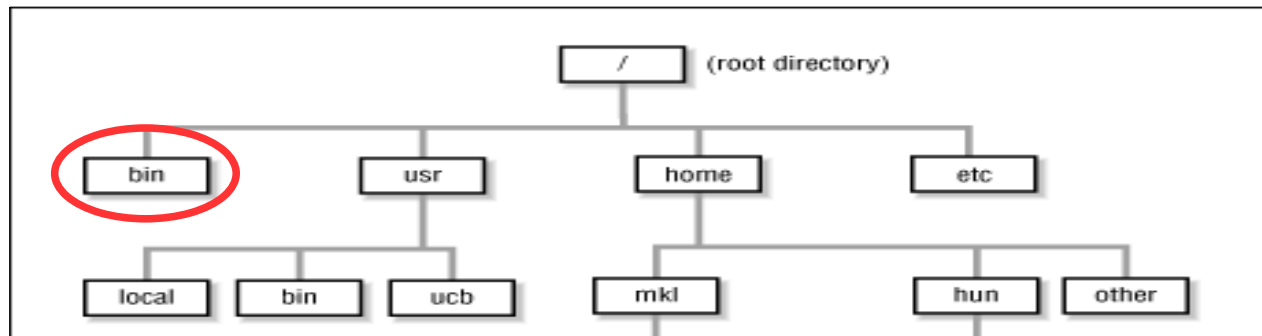 / (root directory)
bin usr home etc
local bin ucb mkl hun other